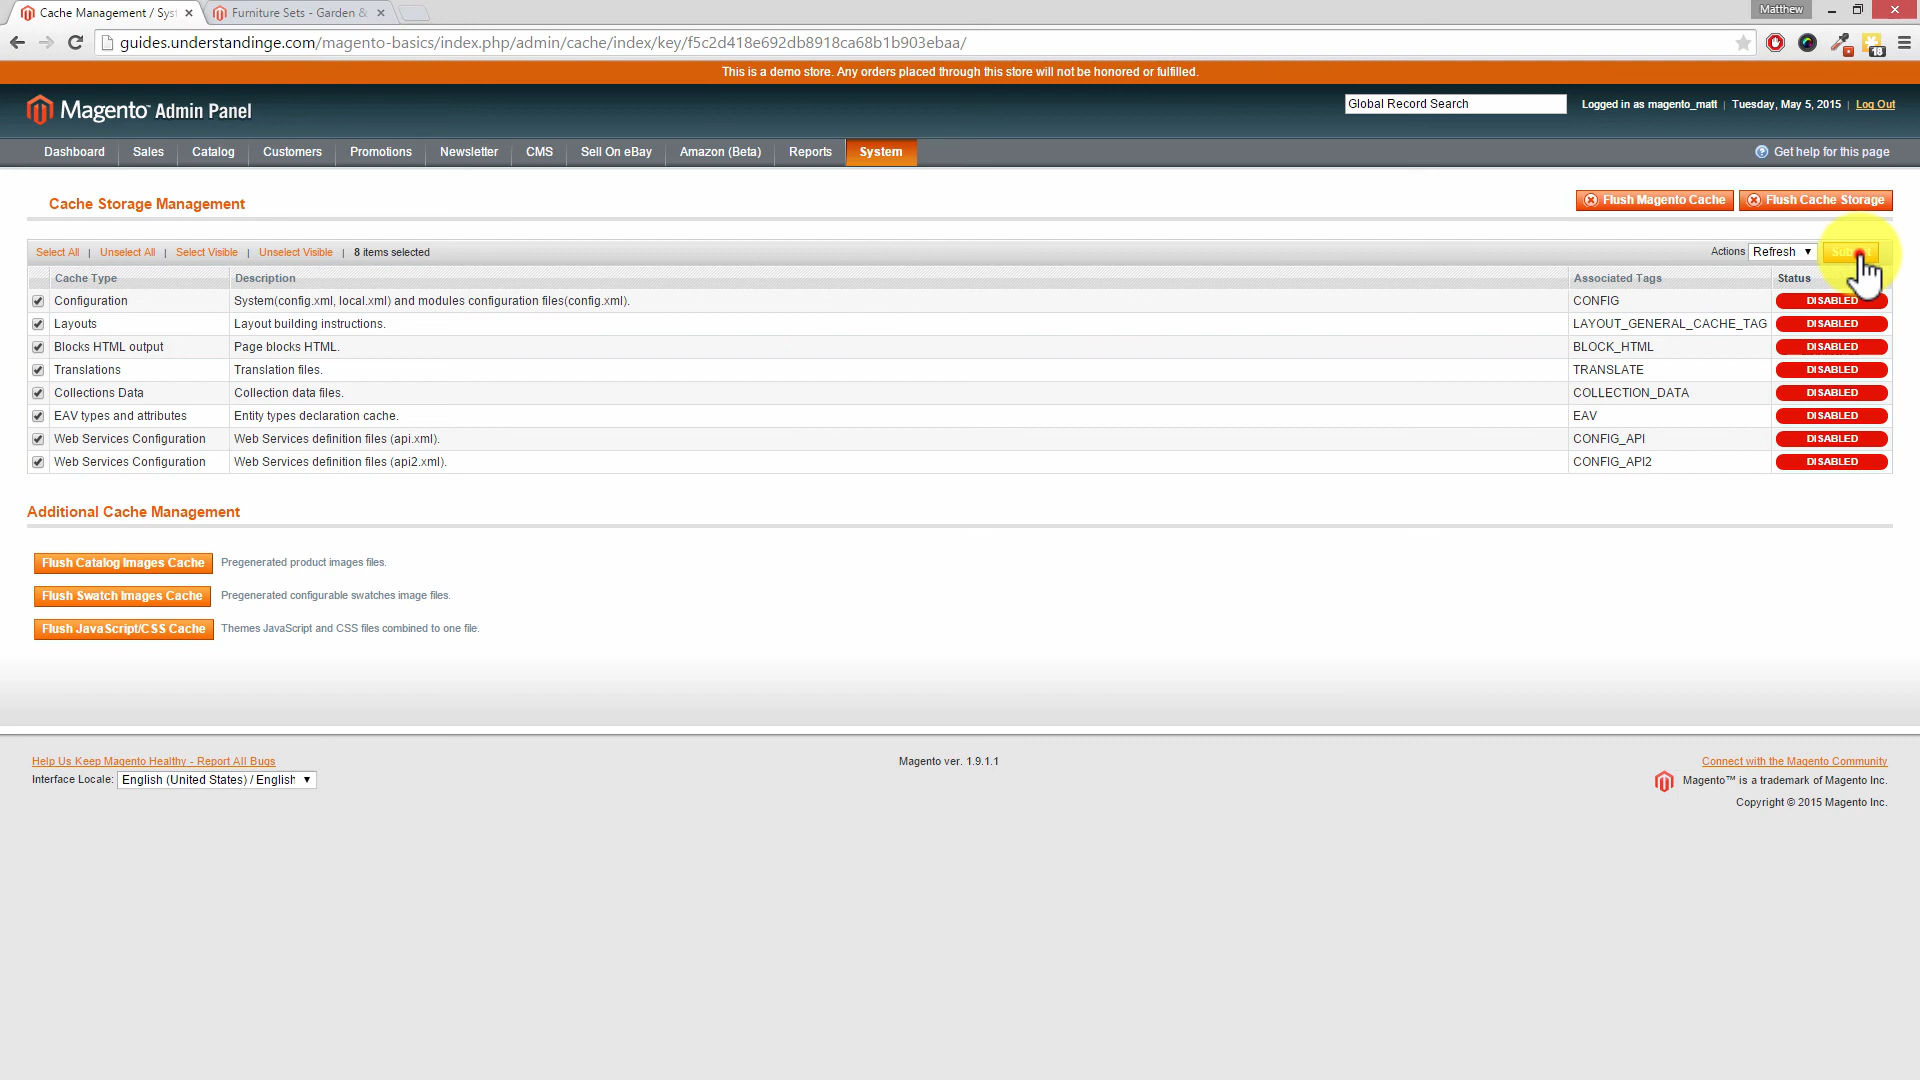 Cache Management / Sys
Furniture Sets - Garden &
Matthew
guides.understandinge.com/magento-basics/index.php/admin/cache/index/key/f5c2d418e692db8918ca68b1b903ebaa/
18
This is a demo store. Any orders placed through this store will not be honored or fulfilled.
Magento™ Admin Panel
Global Record Search
Logged in as magento_matt | Tuesday, May 5, 2015 | Log Out
Dashboard Sales Catalog Customers Promotions Newsletter CMS Sell On eBay Amazon (Beta) Reports System
Get help for this page
Cache Storage Management
Flush Magento Cache Flush Cache Storage
Select All | Unselect All | Select Visible | Unselect Visible | 8 items selected
Actions Refresh
Cache Type Description Associated Tags Status
Configuration System(config.xml, local.xml) and modules configuration files(config.xml). CONFIG DISABLED
Layouts Layout building instructions. LAYOUT_GENERAL_CACHE_TAG DISABLED
Blocks HTML output Page blocks HTML. BLOCK_HTML DISABLED
Translations Translation files. TRANSLATE DISABLED
Collections Data Collection data files. COLLECTION_DATA DISABLED
EAV types and attributes Entity types declaration cache. EAV DISABLED
Web Services Configuration Web Services definition files (api.xml). CONFIG_API DISABLED
Web Services Configuration Web Services definition files (api2.xml). CONFIG_API2 DISABLED
Additional Cache Management
Flush Catalog Images Cache Pregenerated product images files.
Flush Swatch Images Cache Pregenerated configurable swatches image files.
Flush JavaScript/CSS Cache Themes JavaScript and CSS files combined to one file.
Help Us Keep Magento Healthy - Report All Bugs
Magento ver. 1.9.1.1
Connect with the Magento Community
Interface Locale: English (United States) / English
Magento™ is a trademark of Magento Inc.
Copyright © 2015 Magento Inc.